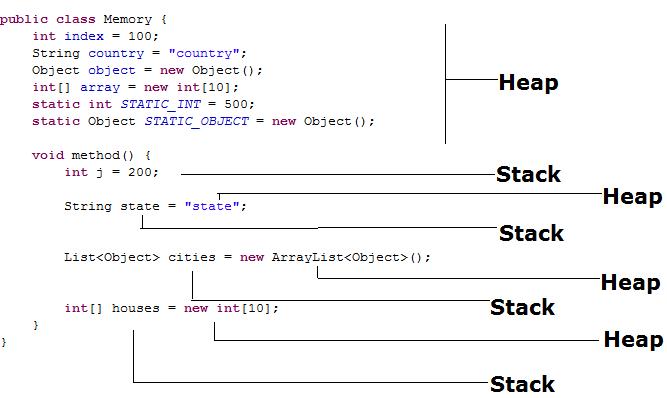 public class Memory {
int index = 100;
String country = "country";
Object object = new Object();
int[] array = new int[10];
static int STATIC_INT = 500;
static Object STATIC_OBJECT = new Object();
Heap
void method() {
int j = 200;
Stack
Heap
String state = "state";
Stack
List<Object> cities = new ArrayList<Object>();
Heap
Stack
int[] houses = new int[10];
}
Heap
}
Stack